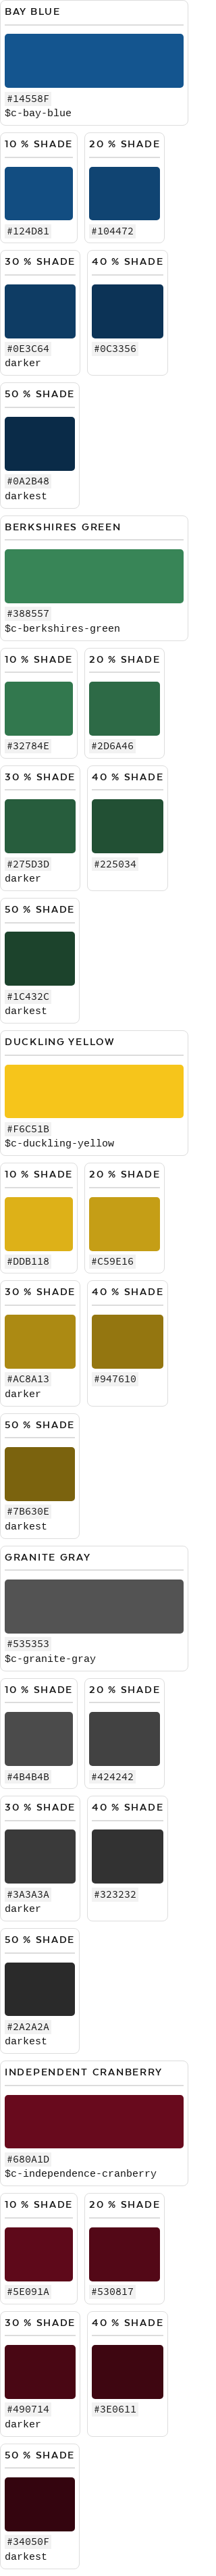 BAY BLUE
#14558F
$c-bay-blue
10 % SHADE
#124D81
20 % SHADE
#104472
30 % SHADE
#0E3C64
darker
40 % SHADE
#0C3356
50 % SHADE
#0A2B48
darkest
BERKSHIRES GREEN
#388557
$c-berkshires-green
10 % SHADE
#32784E
20 % SHADE
#2D6A46
30 % SHADE
#275D3D
darker
40 % SHADE
#225034
50 % SHADE
#1C432C
darkest
DUCKLING YELLOW
#F6C51B
$c-duckling-yellow
10 % SHADE
#DDB118
20 % SHADE
#C59E16
30 % SHADE
#AC8A13
darker
40 % SHADE
#947610
50 % SHADE
#7B630E
darkest
GRANITE GRAY
#535353
$c-granite-gray
10 % SHADE
#4B4B4B
20 % SHADE
#424242
30 % SHADE
#3A3A3A
darker
40 % SHADE
#323232
50 % SHADE
#2A2A2A
darkest
INDEPENDENT CRANBERRY
#680A1D
$c-independence-cranberry
10 % SHADE
#5E091A
20 % SHADE
#530817
30 % SHADE
#490714
darker
40 % SHADE
#3E0611
50 % SHADE
#34050F
darkest